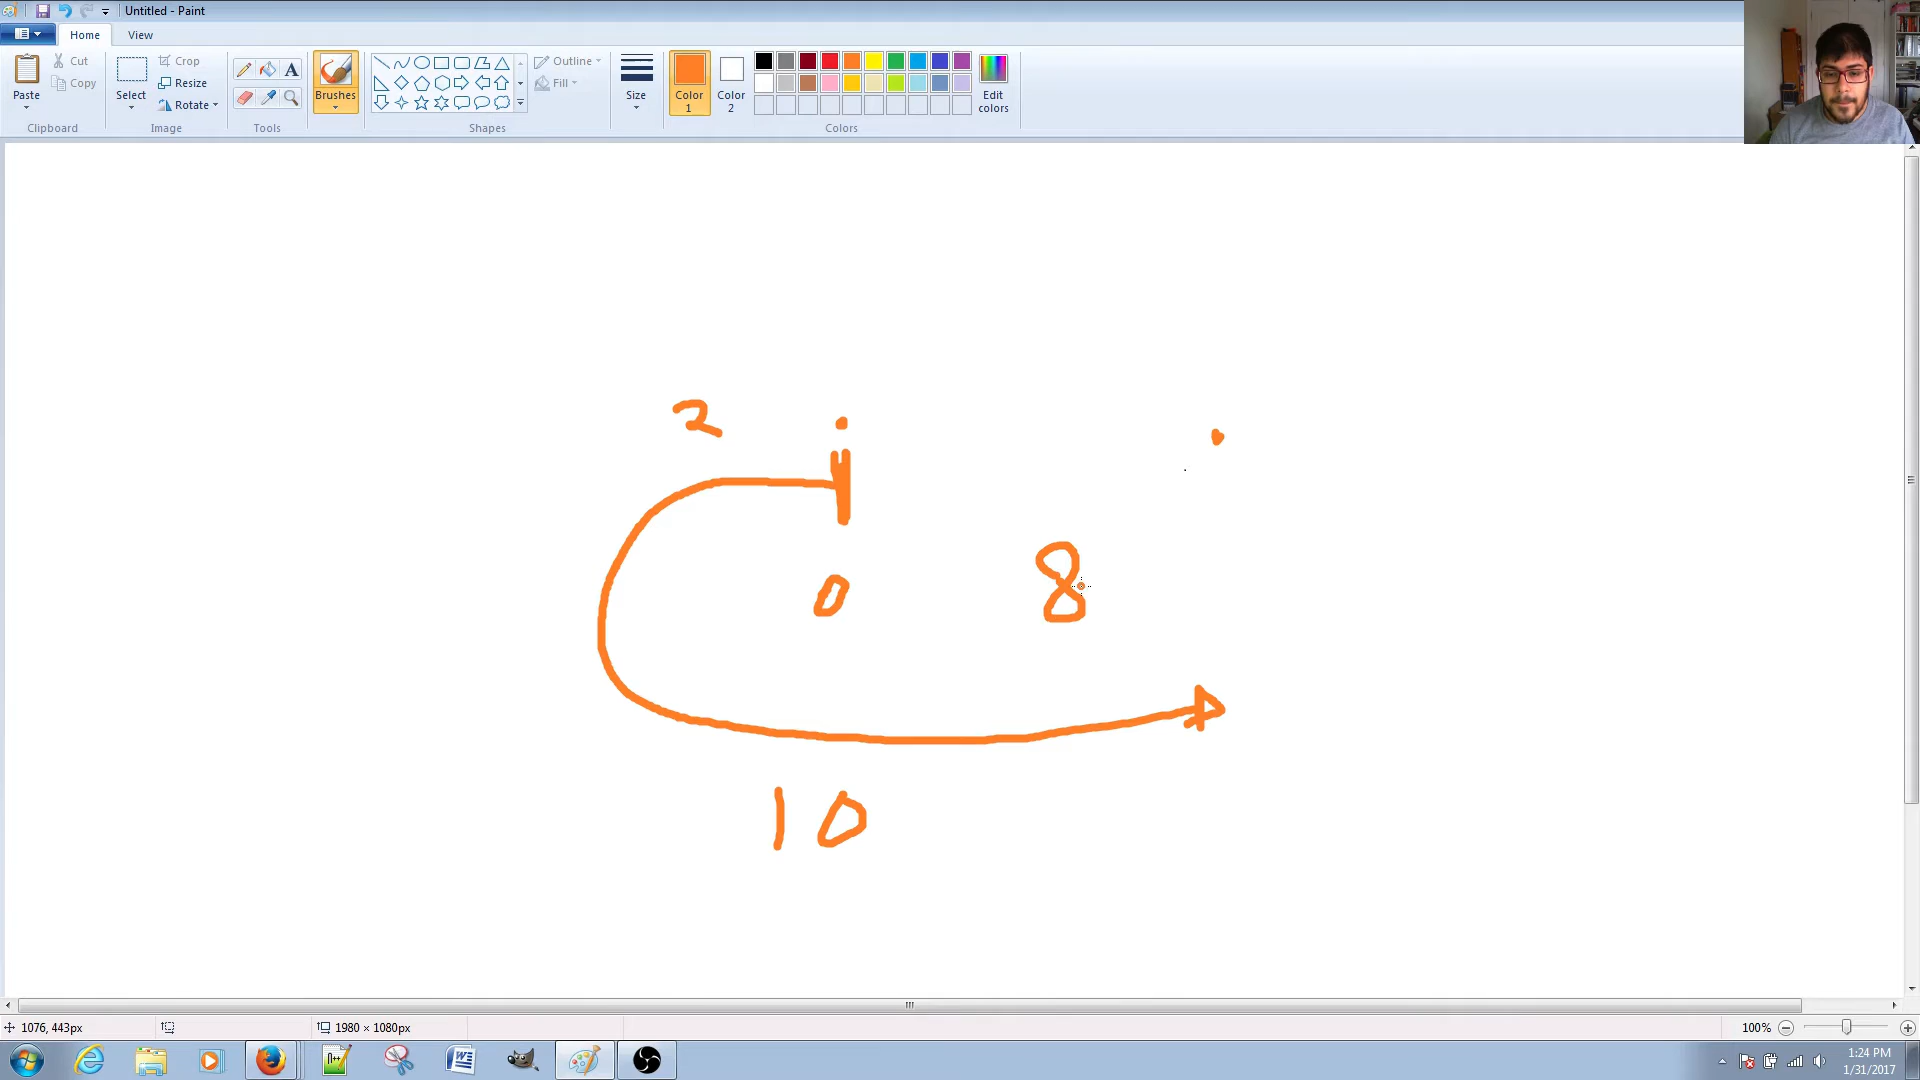 Untitled - Paint
Home View
Paste
Cut
Copy
Clipboard
Select
Crop
Resize
Rotate
Image
A
Tools
Brushes
Shapes
Outline
Fill
Size
Color 1
Color 2
Edit colors
Colors
2
0 8
10
1076, 443px
1980 × 1080px
100%
1:24 PM
1/31/2017